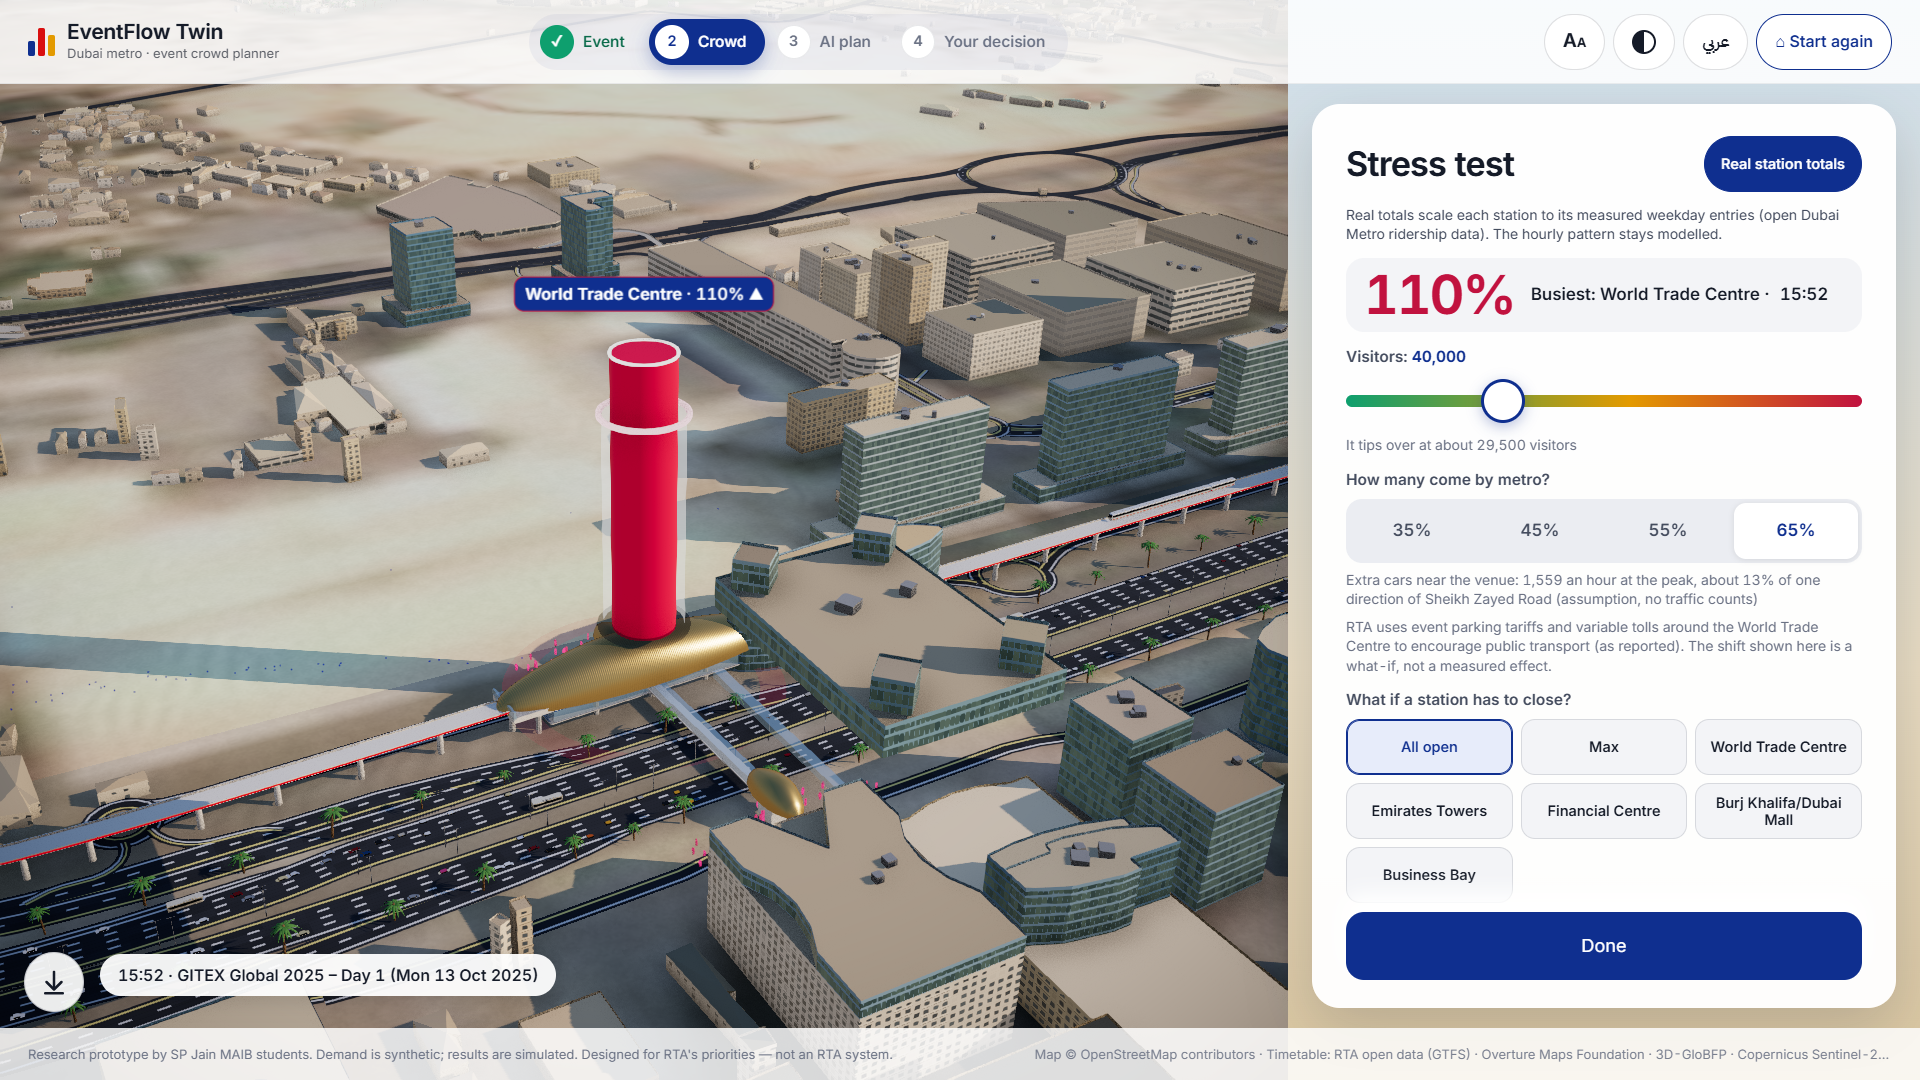 EventFlow Twin
Dubai metro · event crowd planner
✓ Event
2 Crowd
3 AI plan
4 Your decision
AA
عربي
⌂ Start again
World Trade Centre · 110% ▲
15:52 · GITEX Global 2025 – Day 1 (Mon 13 Oct 2025)
Stress test
Real station totals
Real totals scale each station to its measured weekday entries (open Dubai
Metro ridership data). The hourly pattern stays modelled.
110% Busiest: World Trade Centre · 15:52
Visitors: 40,000
It tips over at about 29,500 visitors
How many come by metro?
35% 45% 55% 65%
Extra cars near the venue: 1,559 an hour at the peak, about 13% of one
direction of Sheikh Zayed Road (assumption, no traffic counts)
RTA uses event parking tariffs and variable tolls around the World Trade
Centre to encourage public transport (as reported). The shift shown here is a
what-if, not a measured effect.
What if a station has to close?
All open
Max
World Trade Centre
Emirates Towers
Financial Centre
Burj Khalifa/Dubai
Mall
Business Bay
Done
Research prototype by SP Jain MAIB students. Demand is synthetic; results are simulated. Designed for RTA's priorities — not an RTA system.
Map © OpenStreetMap contributors · Timetable: RTA open data (GTFS) · Overture Maps Foundation · 3D-GloBFP · Copernicus Sentinel-2…